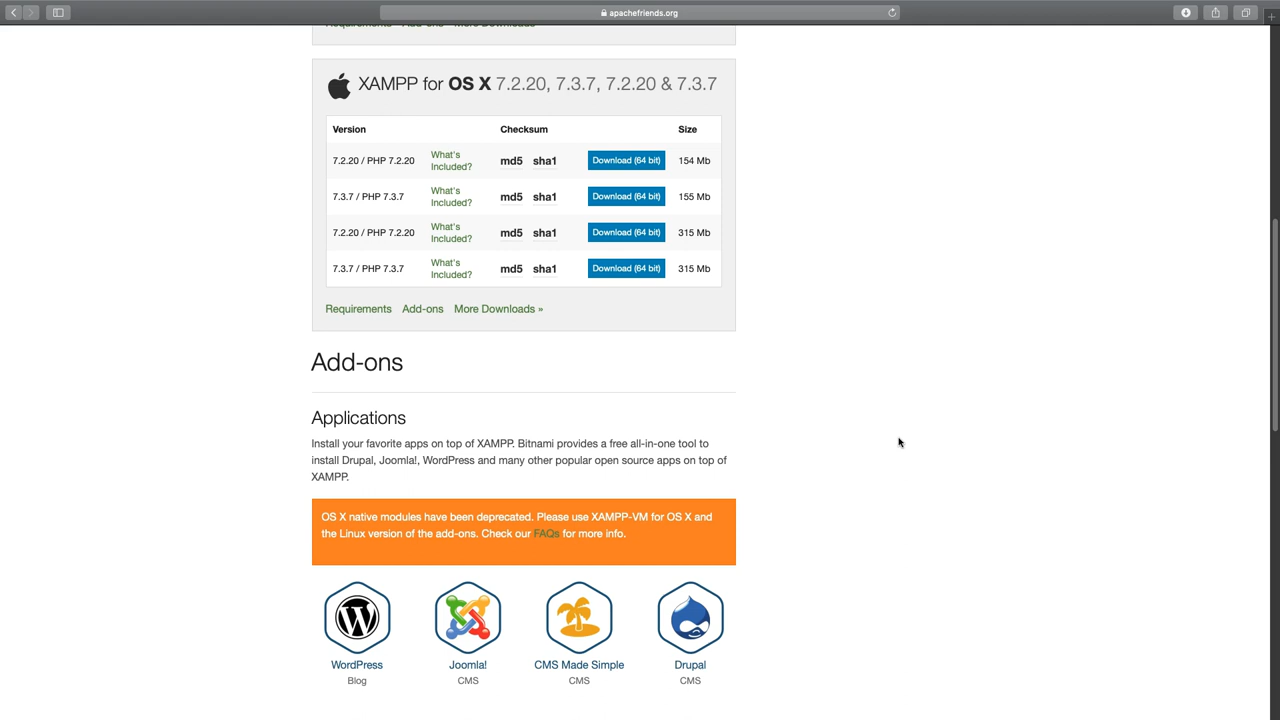 apachefriends.org
Requirements Add-ons More Downloads »
XAMPP for OS X 7.2.20, 7.3.7, 7.2.20 & 7.3.7
Version Checksum Size
7.2.20 / PHP 7.2.20 What's Included? md5 sha1 Download (64 bit) 154 Mb
7.3.7 / PHP 7.3.7 What's Included? md5 sha1 Download (64 bit) 155 Mb
7.2.20 / PHP 7.2.20 What's Included? md5 sha1 Download (64 bit) 315 Mb
7.3.7 / PHP 7.3.7 What's Included? md5 sha1 Download (64 bit) 315 Mb
Requirements Add-ons More Downloads »
Add-ons
Applications
Install your favorite apps on top of XAMPP. Bitnami provides a free all-in-one tool to
install Drupal, Joomla!, WordPress and many other popular open source apps on top of
XAMPP.
OS X native modules have been deprecated. Please use XAMPP-VM for OS X and
the Linux version of the add-ons. Check our FAQs for more info.
WordPress Joomla! CMS Made Simple Drupal
Blog CMS CMS CMS